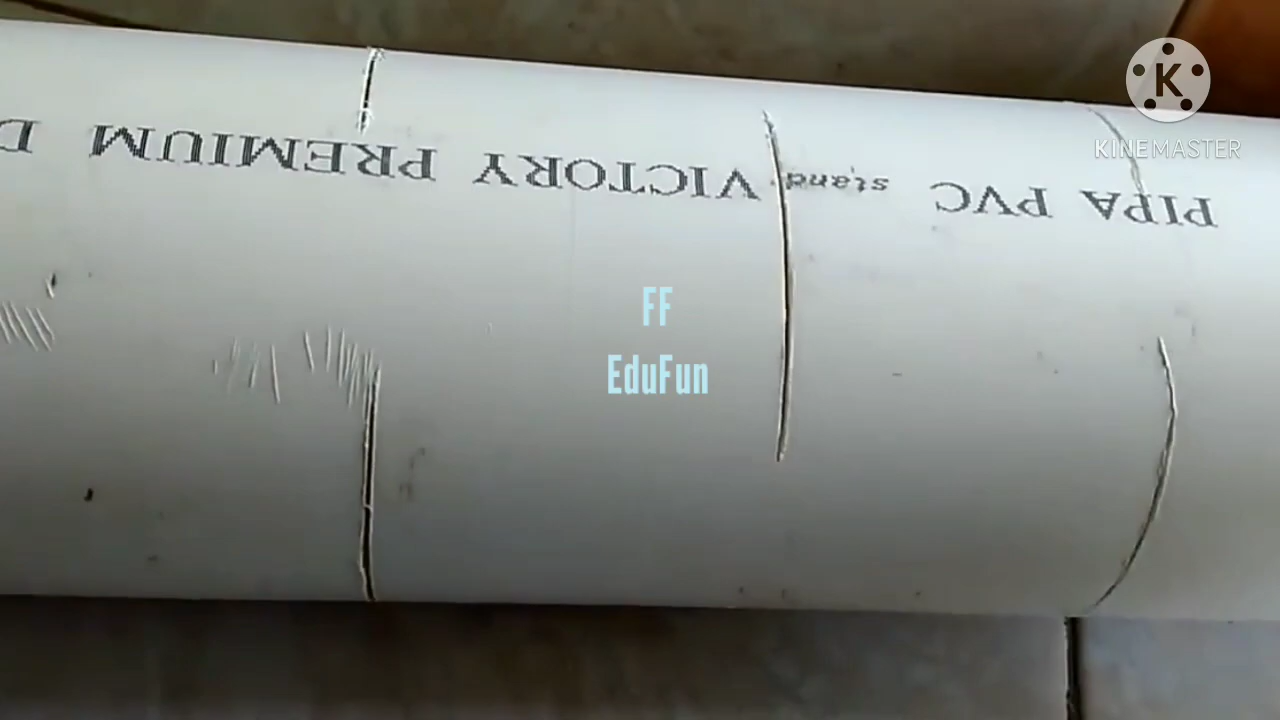 PIPA PVC stand VICTORY PREMIUM D
FF
EduFun
K
KINEMASTER